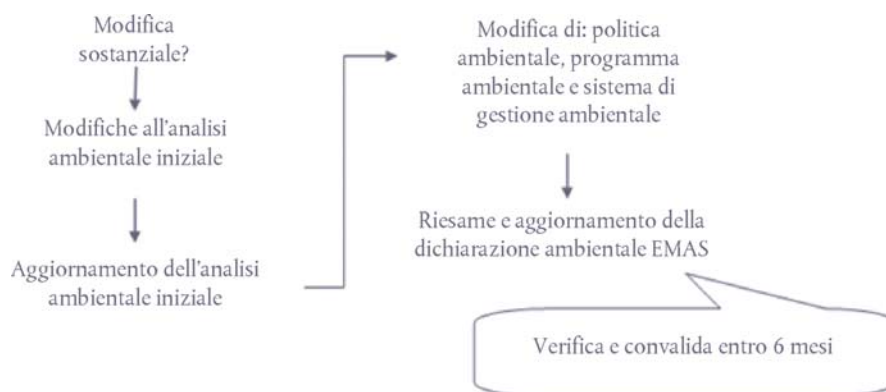 Modifica
sostanziale?
Modifiche all'analisi
ambientale iniziale
Aggiornamento dell'analisi
ambientale iniziale
Modifica di: politica
ambientale, programma
ambientale e sistema di
gestione ambientale
Riesame e aggiornamento della
dichiarazione ambientale EMAS
Verifica e convalida entro 6 mesi